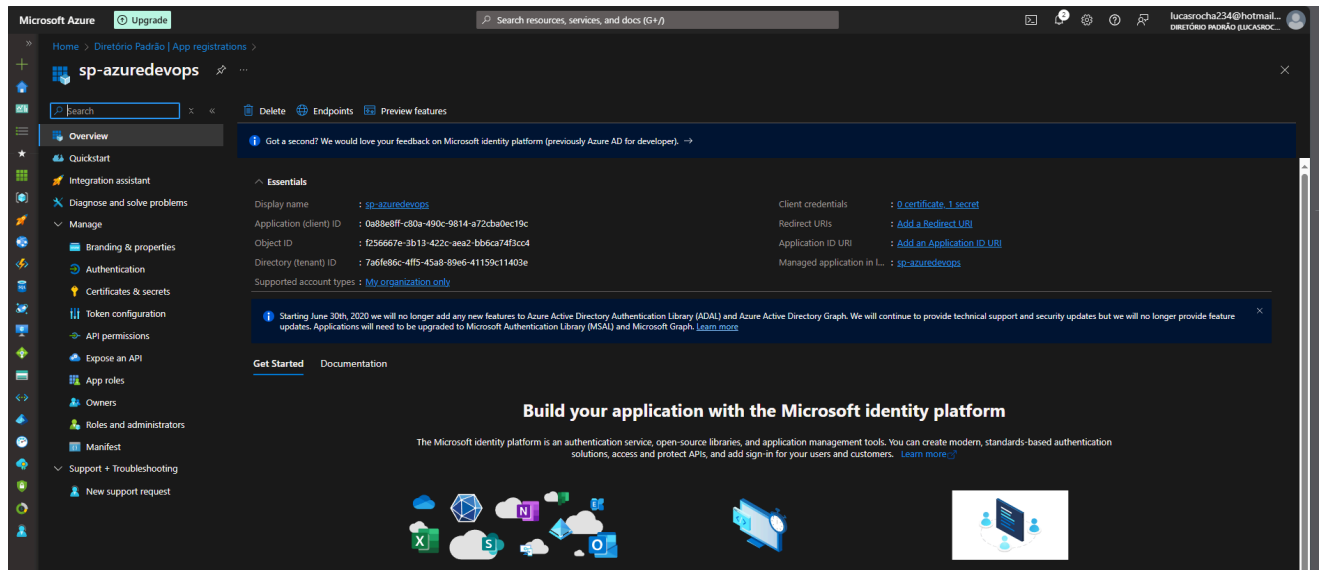 Microsoft Azure Upgrade Search resources, services, and docs (G+/) 2 lucasrocha234@hotmail...
DIRETÓRIO PADRÃO (LUCASROC...
Home > Diretório Padrão | App registrations >
sp-azuredevops ...
Search
Delete Endpoints Preview features
Overview
Quickstart
Integration assistant
Diagnose and solve problems
Manage
Branding & properties
Authentication
Certificates & secrets
Token configuration
API permissions
Expose an API
App roles
Owners
Roles and administrators
Manifest
Support + Troubleshooting
New support request
Got a second? We would love your feedback on Microsoft identity platform (previously Azure AD for developer). →
Essentials
Display name : sp-azuredevops
Application (client) ID : 0a88e8ff-c80a-490c-9814-a72cba0ec19c
Object ID : f256667e-3b13-422c-aea2-bb6ca74f3cc4
Directory (tenant) ID : 7a6fe86c-4ff5-45a8-89e6-41159c11403e
Supported account types : My organization only
Client credentials : 0 certificate, 1 secret
Redirect URIs : Add a Redirect URI
Application ID URI : Add an Application ID URI
Managed application in l... : sp-azuredevops
Starting June 30th, 2020 we will no longer add any new features to Azure Active Directory Authentication Library (ADAL) and Azure Active Directory Graph. We will continue to provide technical support and security updates but we will no longer provide feature
updates. Applications will need to be upgraded to Microsoft Authentication Library (MSAL) and Microsoft Graph. Learn more
Get Started Documentation
Build your application with the Microsoft identity platform
The Microsoft identity platform is an authentication service, open-source libraries, and application management tools. You can create modern, standards-based authentication
solutions, access and protect APIs, and add sign-in for your users and customers. Learn more
N
X
S
E
O